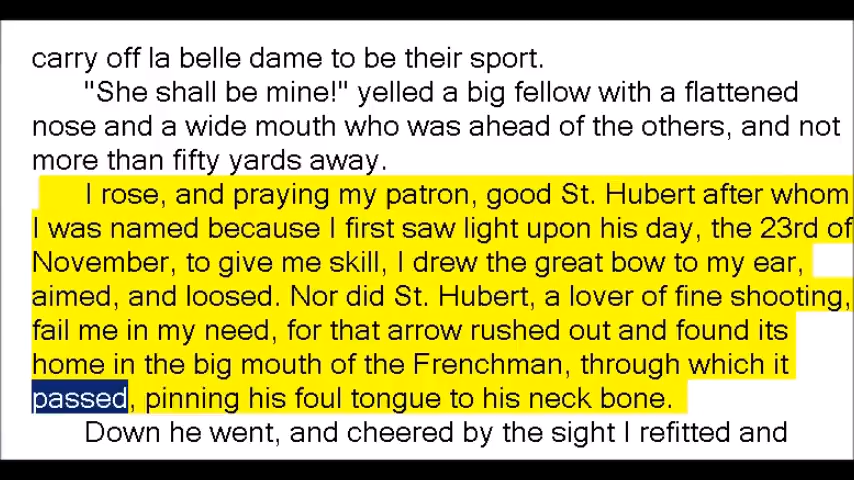 carry off la belle dame to be their sport.
"She shall be mine!" yelled a big fellow with a flattened
nose and a wide mouth who was ahead of the others, and not
more than fifty yards away.
I rose, and praying my patron, good St. Hubert after whom
I was named because I first saw light upon his day, the 23rd of
November, to give me skill, I drew the great bow to my ear,
aimed, and loosed. Nor did St. Hubert, a lover of fine shooting,
fail me in my need, for that arrow rushed out and found its
home in the big mouth of the Frenchman, through which it
passed, pinning his foul tongue to his neck bone.
Down he went, and cheered by the sight I refitted and